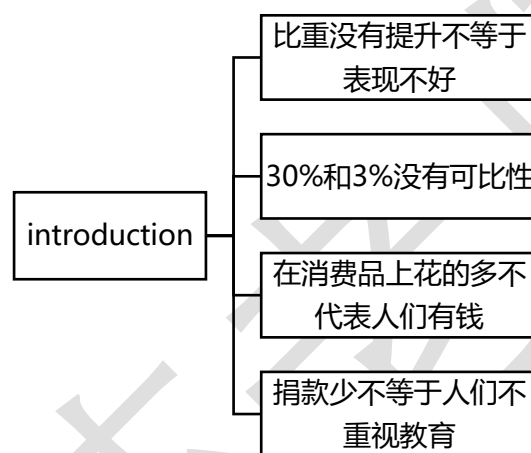 比重没有提升不等于
表现不好
30%和3%没有可比性
introduction
在消费品上花的多不
代表人们有钱
捐款少不等于人们不
重视教育